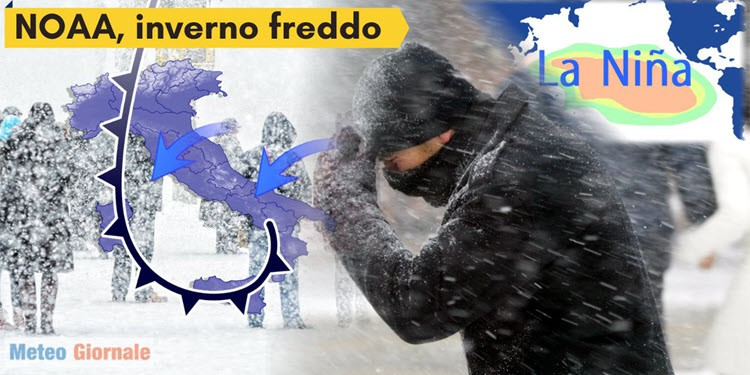 NOAA, inverno freddo
La Niña
Meteo Giornale